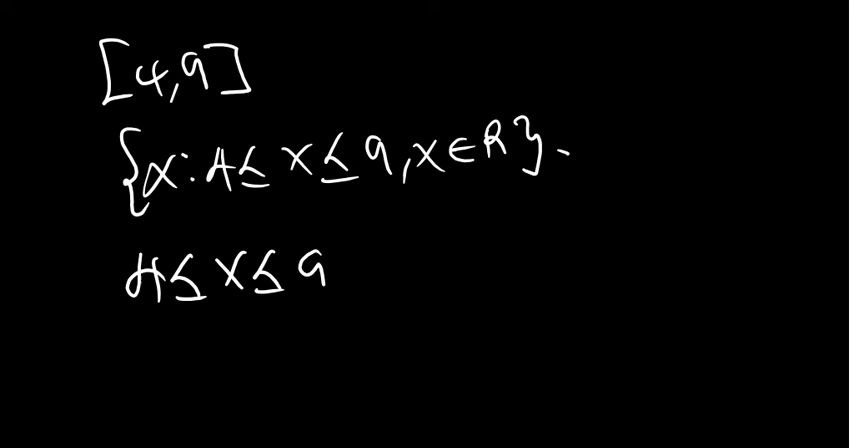 [4,9]
{x: 4≤ x≤9, x∈R}.
4≤ x≤ 9